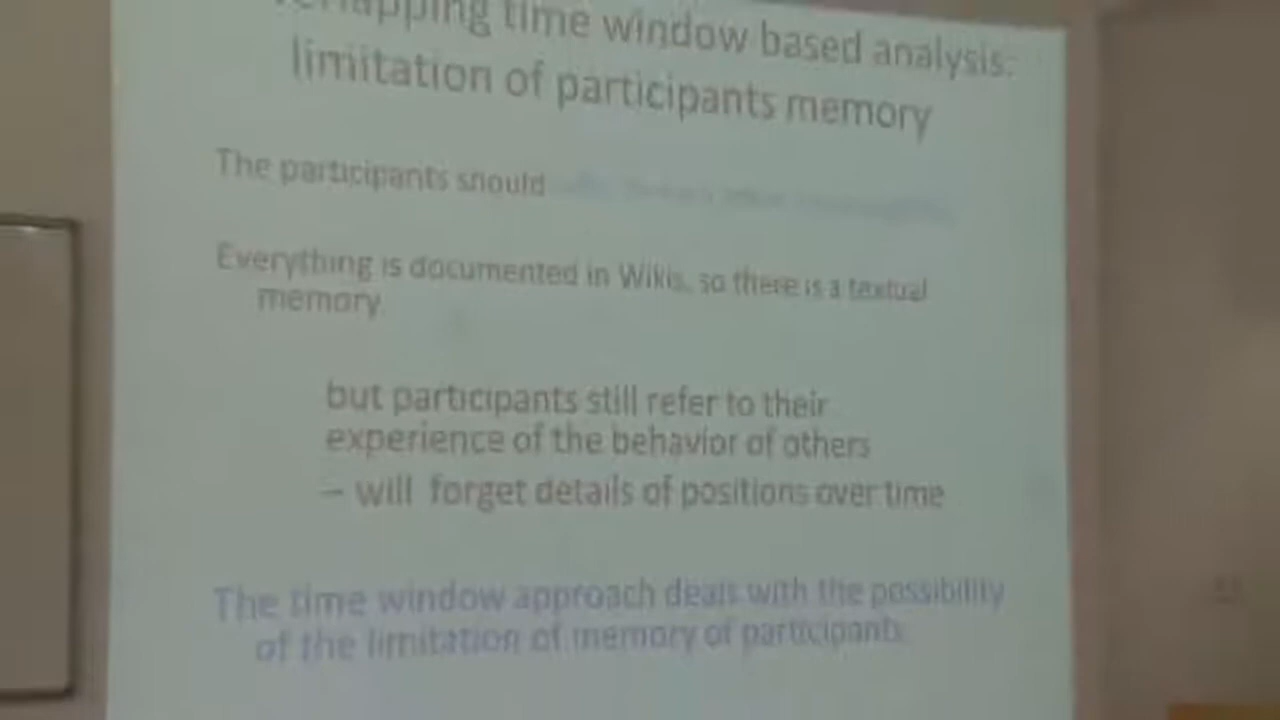 time window based analysis:
limitation of participants memory
The participants should
Everything is documented in Wikis, so there is a textual
memory
but participants still refer to their
experience of the behavior of others
– will forget details of positions over time
The time window approach deals with the possibility
of the limitation of memory of participants